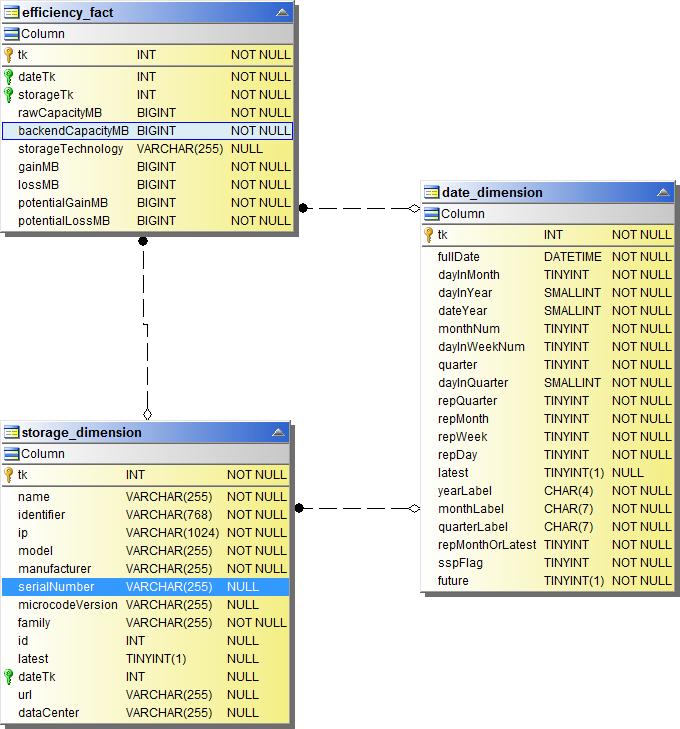 efficiency_fact
Column
tk INT NOT NULL
dateTk INT NOT NULL
storageTk INT NOT NULL
rawCapacityMB BIGINT NOT NULL
backendCapacityMB BIGINT NOT NULL
storageTechnology VARCHAR(255) NULL
gainMB BIGINT NOT NULL
lossMB BIGINT NOT NULL
potentialGainMB BIGINT NOT NULL
potentialLossMB BIGINT NOT NULL
date_dimension
Column
tk INT NOT NULL
fullDate DATETIME NOT NULL
dayInMonth TINYINT NOT NULL
dayInYear SMALLINT NOT NULL
dateYear SMALLINT NOT NULL
monthNum TINYINT NOT NULL
dayInWeekNum TINYINT NOT NULL
quarter TINYINT NOT NULL
dayInQuarter SMALLINT NOT NULL
repQuarter TINYINT NOT NULL
repMonth TINYINT NOT NULL
repWeek TINYINT NOT NULL
repDay TINYINT NOT NULL
latest TINYINT(1) NULL
yearLabel CHAR(4) NOT NULL
monthLabel CHAR(7) NOT NULL
quarterLabel CHAR(7) NOT NULL
repMonthOrLatest TINYINT NOT NULL
sspFlag TINYINT NOT NULL
future TINYINT(1) NOT NULL
storage_dimension
Column
tk INT NOT NULL
name VARCHAR(255) NOT NULL
identifier VARCHAR(768) NOT NULL
ip VARCHAR(1024) NOT NULL
model VARCHAR(255) NOT NULL
manufacturer VARCHAR(255) NOT NULL
serialNumber VARCHAR(255) NULL
microcodeVersion VARCHAR(255) NULL
family VARCHAR(255) NOT NULL
id INT NULL
latest TINYINT(1) NULL
dateTk INT NULL
url VARCHAR(255) NULL
dataCenter VARCHAR(255) NULL